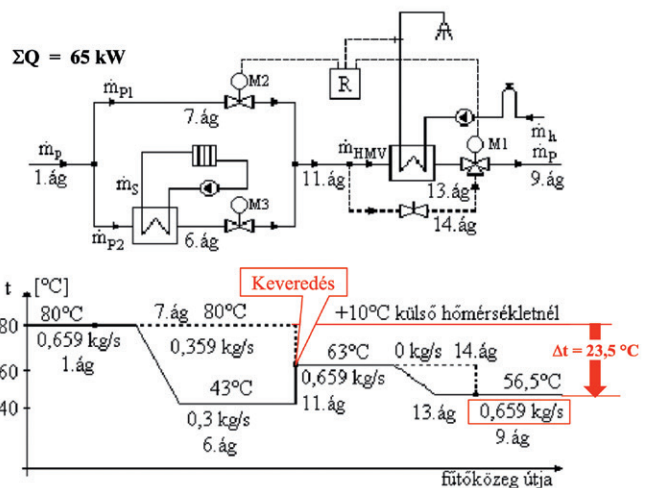 ΣQ = 65 kW
M2
R
ṁP1
7.ág
M1
ṁh
ṁP
1.ág
ṁS
11.ág
ṁHMV
13.ág
ṁP
9.ág
M3
ṁP2
6.ág
14.ág
Keveredés
t [°C]
80°C
7.ág
80°C
+10°C külső hőmérsékletnél
80
0,659 kg/s
0,359 kg/s
63°C
0 kg/s
14.ág
Δt = 23,5 °C
1.ág
60
0,659 kg/s
43°C
11.ág
56,5°C
40
0,3 kg/s
13.ág
0,659 kg/s
6.ág
9.ág
fűtőközeg útja